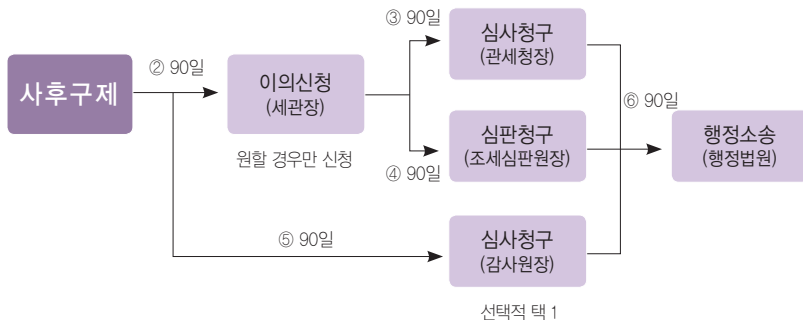 사후구제
② 90일
이의신청
(세관장)
원할 경우만 신청
③ 90일
심사청구
(관세청장)
④ 90일
심판청구
(조세심판원장)
⑤ 90일
심사청구
(감사원장)
선택적 택 1
⑥ 90일
행정소송
(행정법원)